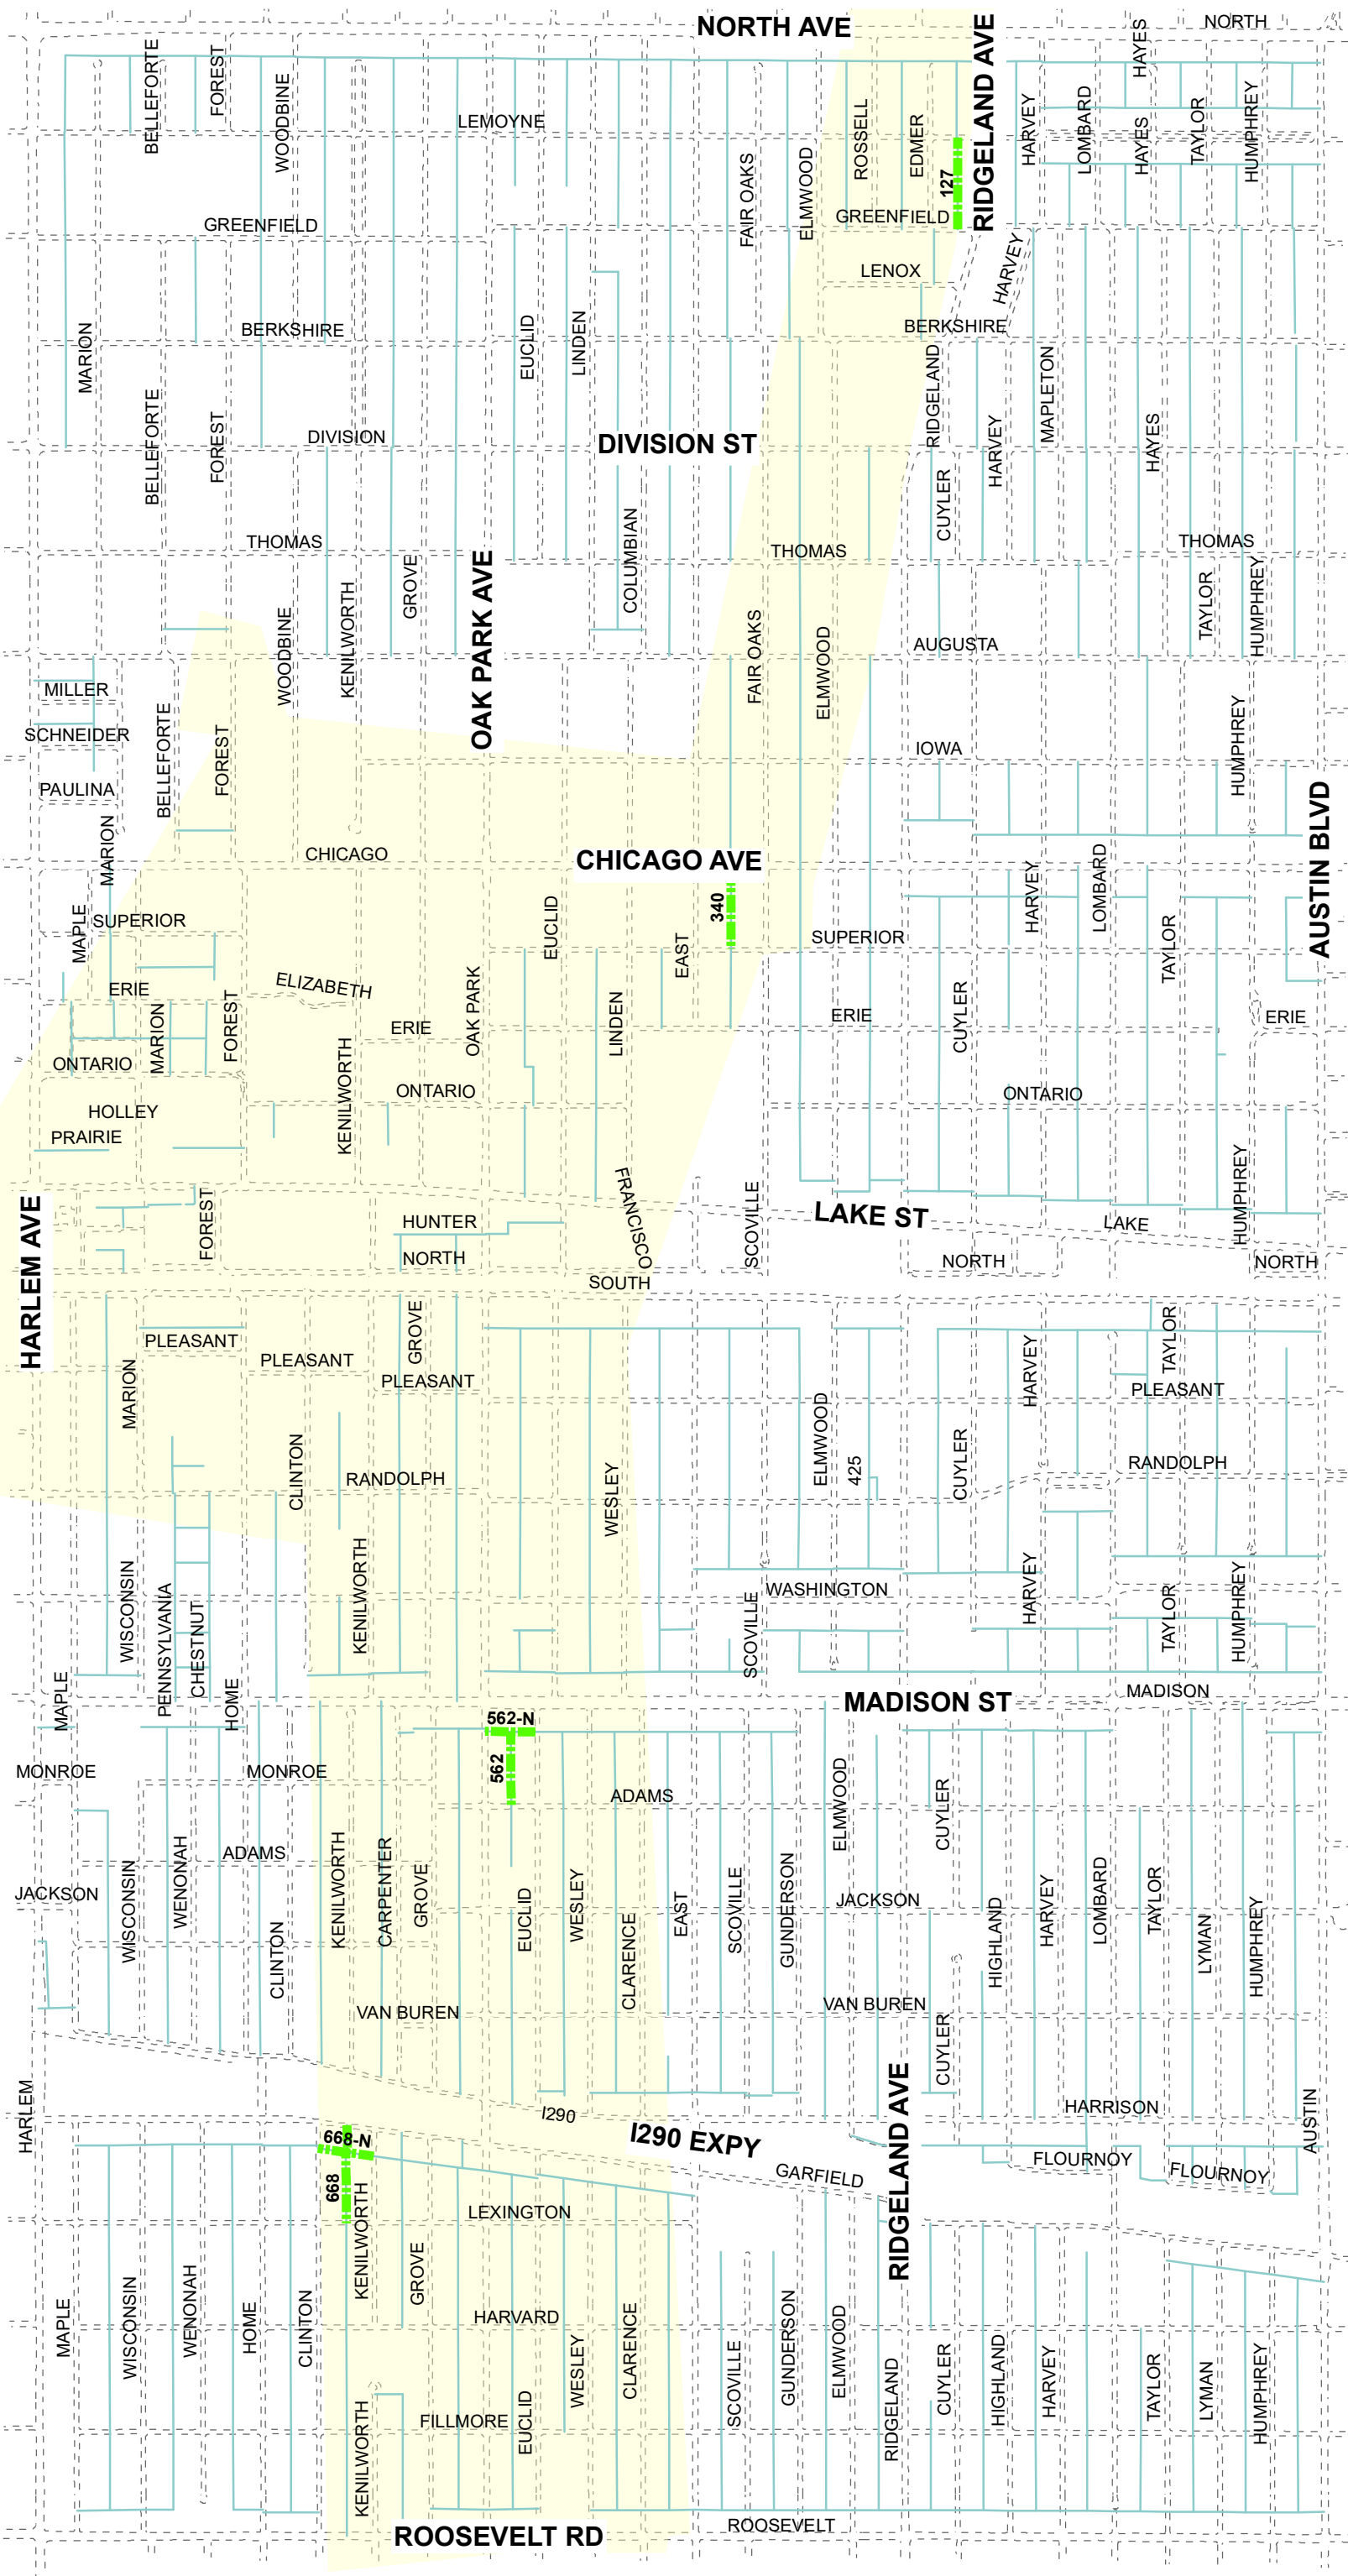 NORTH AVE
NORTH
RIDGELAND AVE
HAYES
BELLEFORTE
FOREST
WOODBINE
LEMOYNE
ROSSELL
EDMER
HARVEY
LOMBARD
HAYES
TAYLOR
HUMPHREY
FAIR OAKS
ELMWOOD
127
GREENFIELD
GREENFIELD
LENOX
HARVEY
MARION
BERKSHIRE
EUCLID
LINDEN
BERKSHIRE
RIDGELAND
MAPLETON
BELLEFORTE
FOREST
DIVISION
DIVISION ST
HARVEY
HAYES
CUYLER
THOMAS
COLUMBIAN
THOMAS
THOMAS
OAK PARK AVE
GROVE
KENILWORTH
WOODBINE
FAIR OAKS
ELMWOOD
AUGUSTA
TAYLOR
HUMPHREY
MILLER
SCHNEIDER
BELLEFORTE
FOREST
IOWA
HUMPHREY
PAULINA
MARION
CHICAGO
CHICAGO AVE
AUSTIN BLVD
LOMBARD
HARVEY
340
MAPLE
SUPERIOR
EUCLID
EAST
SUPERIOR
TAYLOR
ERIE
ELIZABETH
OAK PARK
LINDEN
ERIE
CUYLER
ERIE
MARION
FOREST
ERIE
ONTARIO
KENILWORTH
ONTARIO
ONTARIO
HOLLEY
PRAIRIE
HARLEM AVE
FOREST
HUNTER
NORTH
FRANCISCO
SCOVILLE
LAKE ST
LAKE
HUMPHREY
NORTH
NORTH
SOUTH
PLEASANT
PLEASANT
GROVE
PLEASANT
HARVEY
TAYLOR
PLEASANT
MARION
CLINTON
RANDOLPH
WESLEY
ELMWOOD
425
CUYLER
RANDOLPH
WISCONSIN
PENNSYLVANIA
CHESTNUT
KENILWORTH
WASHINGTON
SCOVILLE
HARVEY
TAYLOR
HUMPHREY
MAPLE
HOME
MADISON ST
MADISON
562-N
562
MONROE
MONROE
ADAMS
ELMWOOD
CUYLER
ADAMS
JACKSON
WISCONSIN
WENONAH
CLINTON
KENILWORTH
CARPENTER
GROVE
EUCLID
WESLEY
CLARENCE
EAST
SCOVILLE
GUNDERSON
JACKSON
HIGHLAND
HARVEY
LOMBARD
TAYLOR
LYMAN
HUMPHREY
VAN BUREN
VAN BUREN
CUYLER
HARLEM
I290
I290 EXPY
RIDGELAND AVE
HARRISON
AUSTIN
668-N
668
FLOURNOY
FLOURNOY
GARFIELD
KENILWORTH
LEXINGTON
GROVE
MAPLE
WISCONSIN
WENONAH
HOME
CLINTON
HARVARD
WESLEY
CLARENCE
SCOVILLE
GUNDERSON
ELMWOOD
RIDGELAND
CUYLER
HIGHLAND
HARVEY
TAYLOR
LYMAN
HUMPHREY
KENILWORTH
FILLMORE
EUCLID
ROOSEVELT RD
ROOSEVELT